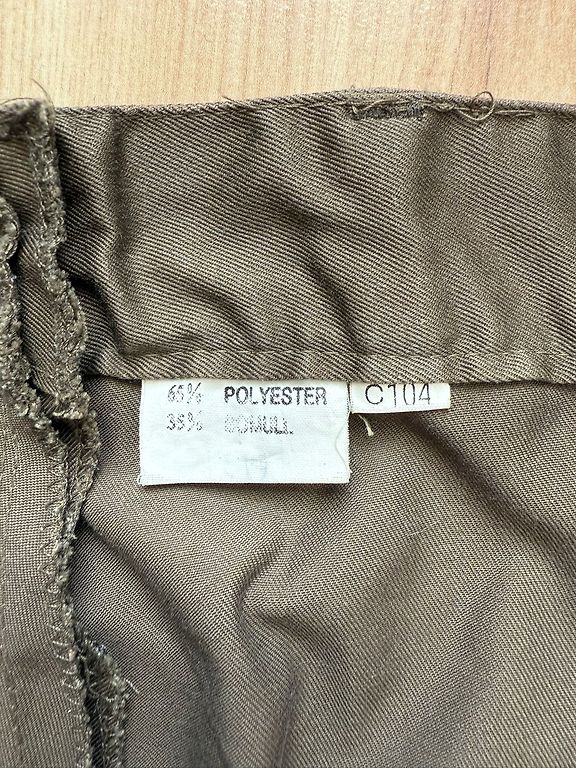 65% POLYESTER
35% BOMULL
C104